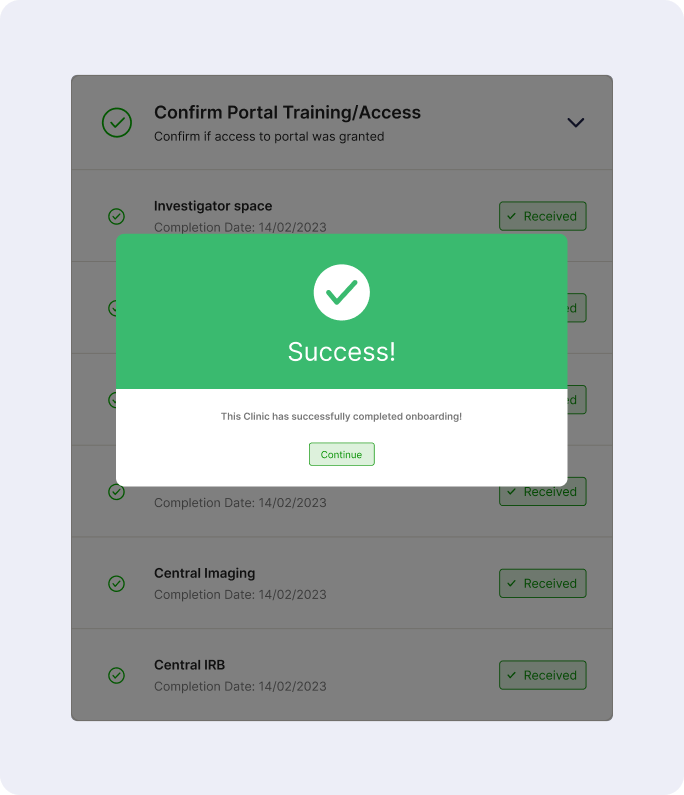 Confirm Portal Training/Access
Confirm if access to portal was granted
Investigator space
Completion Date: 14/02/2023
Received
Success!
This Clinic has successfully completed onboarding!
Continue
Completion Date: 14/02/2023
Received
Central Imaging
Completion Date: 14/02/2023
Received
Central IRB
Completion Date: 14/02/2023
Received